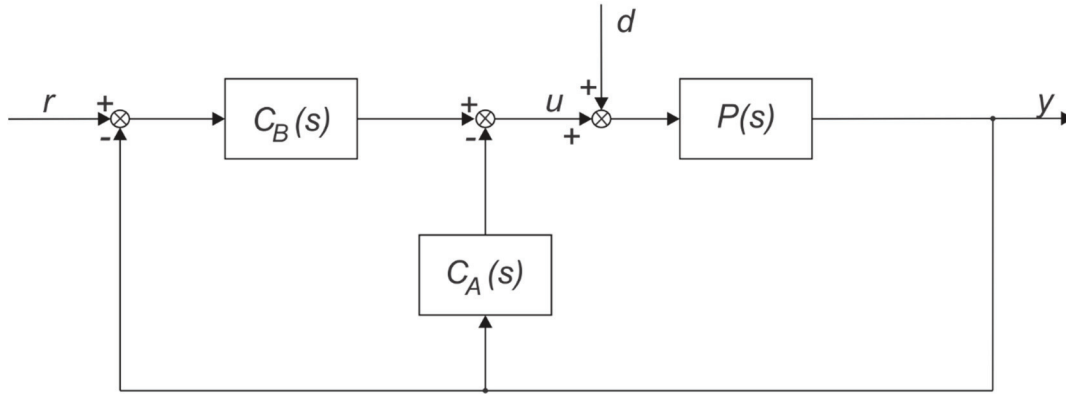 d
r
+
-
C_B(s)
+
-
u
+
+
P(s)
y
C_A(s)